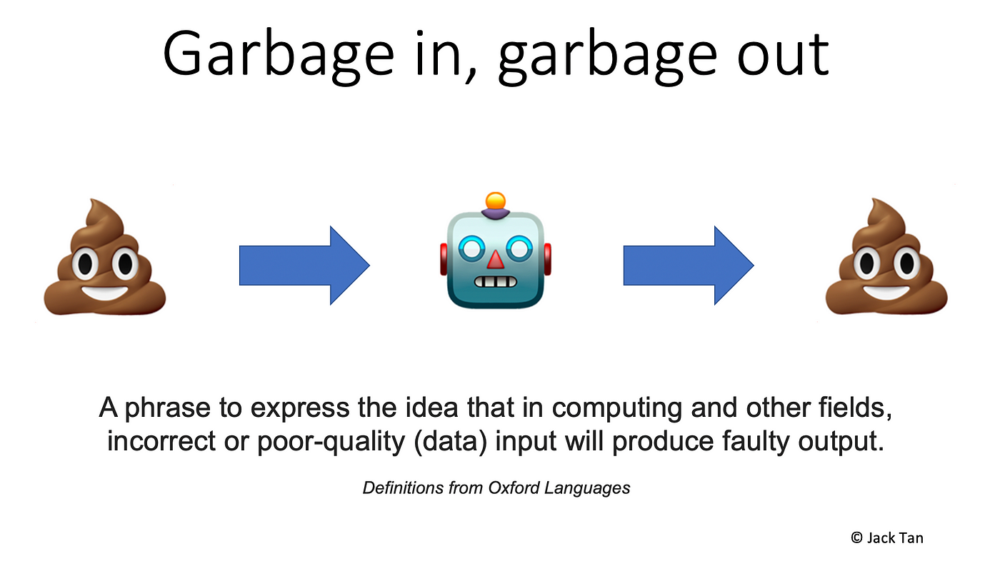 Garbage in, garbage out
A phrase to express the idea that in computing and other fields,
incorrect or poor-quality (data) input will produce faulty output.
Definitions from Oxford Languages
© Jack Tan